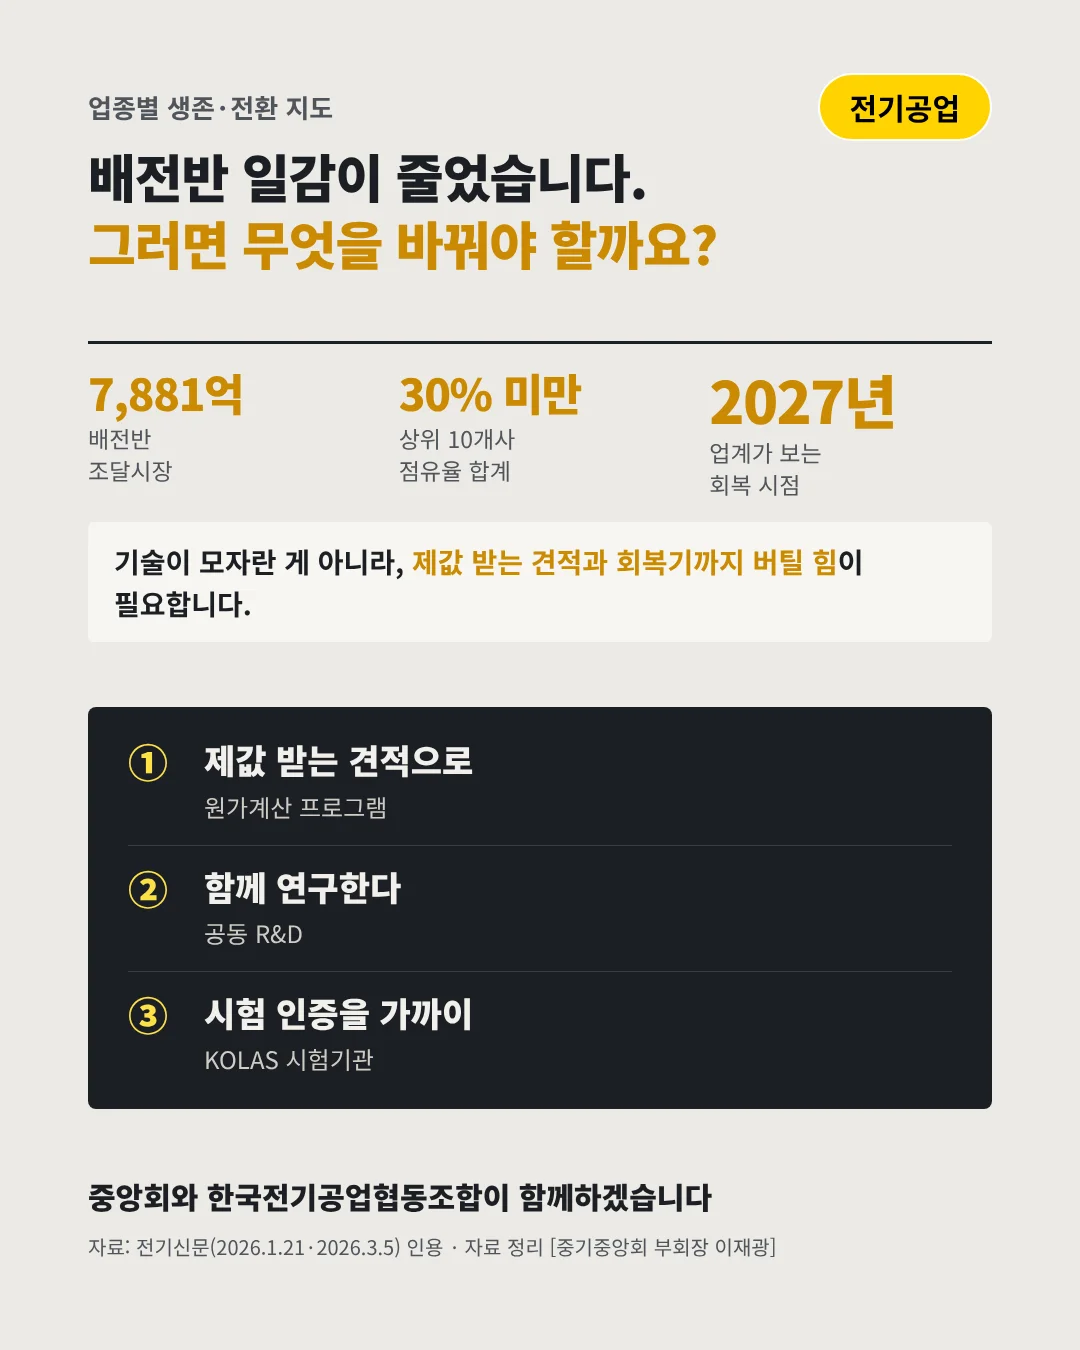 업종별 생존·전환 지도
전기공업
배전반 일감이 줄었습니다.
그러면 무엇을 바꿔야 할까요?
7,881억
배전반
조달시장
30% 미만
상위 10개사
점유율 합계
2027년
업계가 보는
회복 시점
기술이 모자란 게 아니라, 제값 받는 견적과 회복기까지 버틸 힘이
필요합니다.
① 제값 받는 견적으로
원가계산 프로그램
② 함께 연구한다
공동 R&D
③ 시험 인증을 가까이
KOLAS 시험기관
중앙회와 한국전기공업협동조합이 함께하겠습니다
자료: 전기신문(2026.1.21·2026.3.5) 인용 · 자료 정리 [중기중앙회 부회장 이재광]